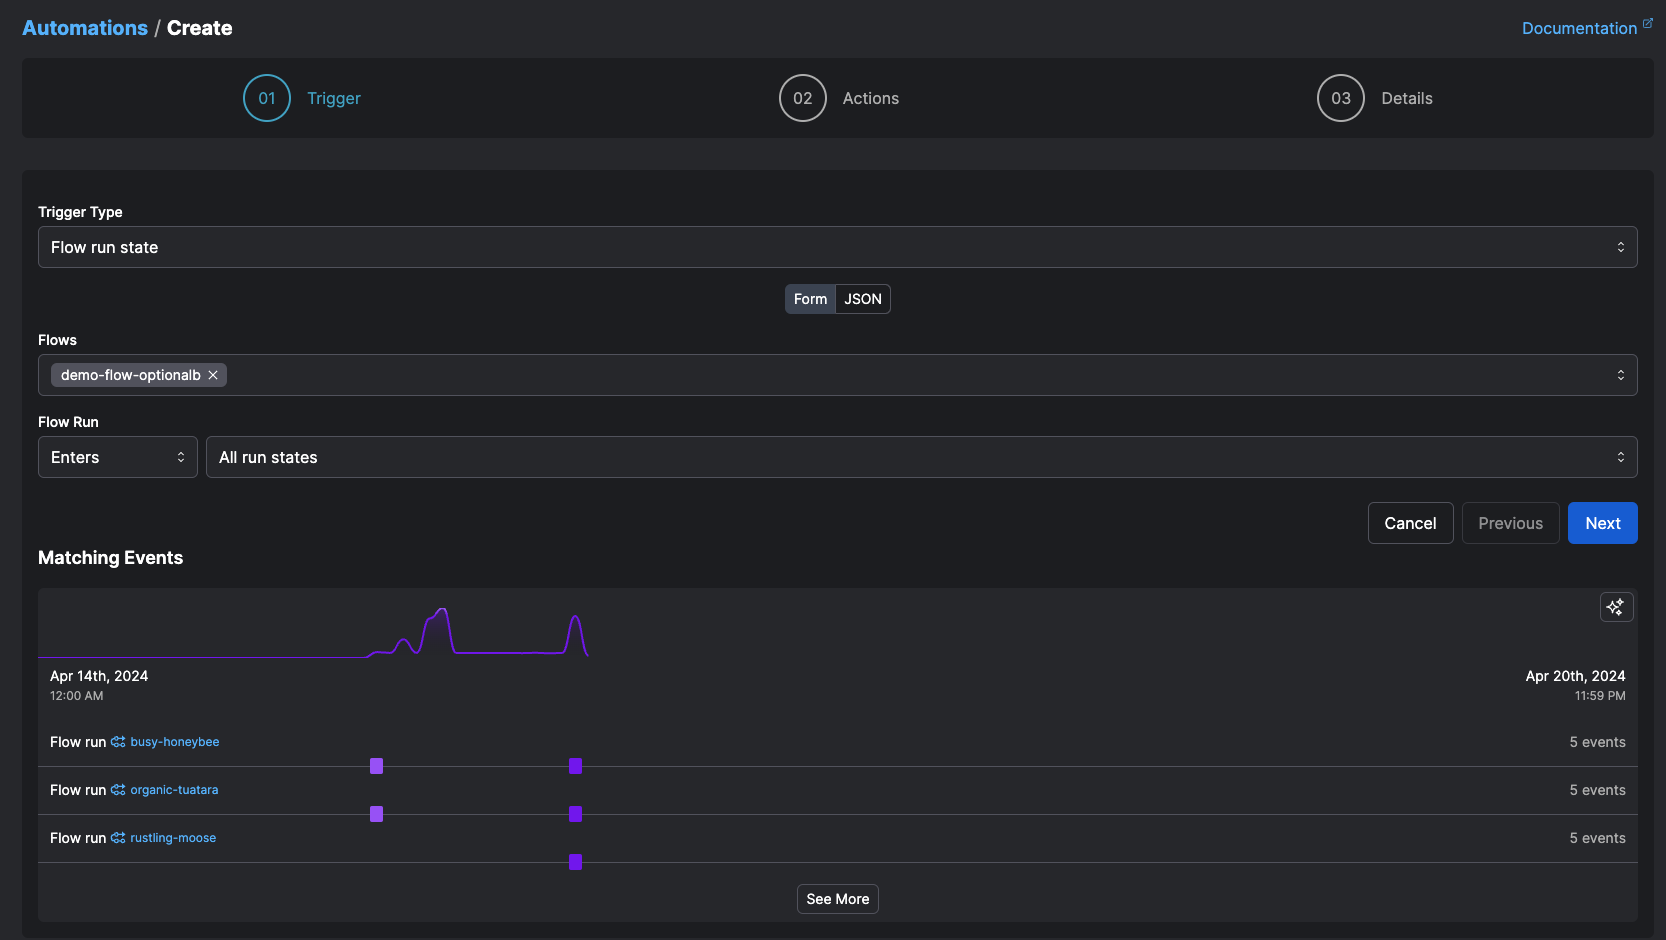 Automations / Create
Documentation
01 Trigger
02 Actions
03 Details
Trigger Type
Flow run state
Form JSON
Flows
demo-flow-optionalb
Flow Run
Enters All run states
Cancel Previous Next
Matching Events
Apr 14th, 2024 Apr 20th, 2024
12:00 AM 11:59 PM
Flow run busy-honeybee 5 events
Flow run organic-tuatara 5 events
Flow run rustling-moose 5 events
See More